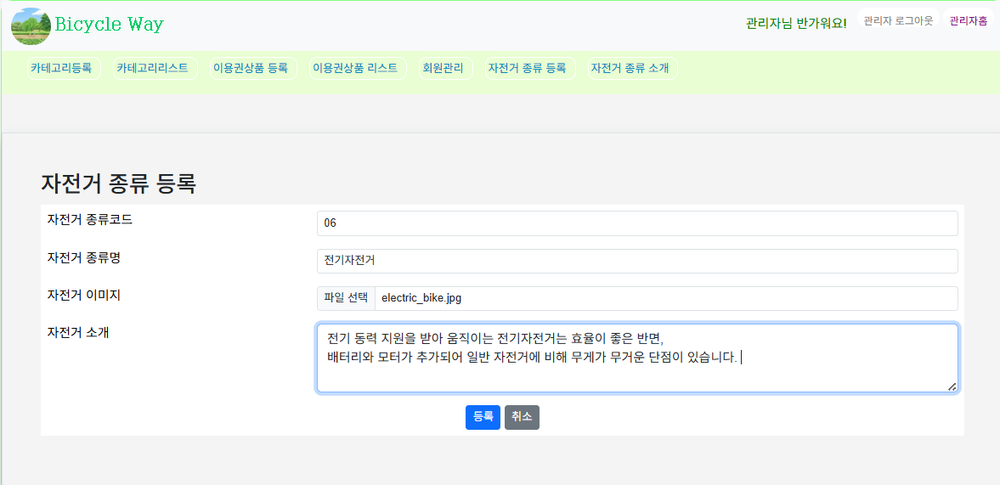 Bicycle Way
관리자님 반가워요! 관리자 로그아웃 관리자홈
카테고리등록 카테고리리스트 이용권상품 등록 이용권상품 리스트 회원관리 자전거 종류 등록 자전거 종류 소개
자전거 종류 등록
자전거 종류코드 06
자전거 종류명 전기자전거
자전거 이미지 파일 선택 electric_bike.jpg
자전거 소개 전기 동력 지원을 받아 움직이는 전기자전거는 효율이 좋은 반면,
배터리와 모터가 추가되어 일반 자전거에 비해 무게가 무거운 단점이 있습니다.
등록 취소